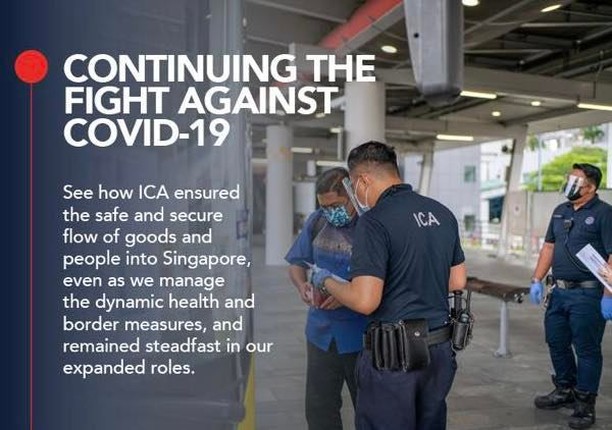 CONTINUING THE
FIGHT AGAINST
COVID-19
See how ICA ensured
the safe and secure
flow of goods and
people into Singapore,
even as we manage
the dynamic health and
border measures, and
remained steadfast in our
expanded roles.
ICA